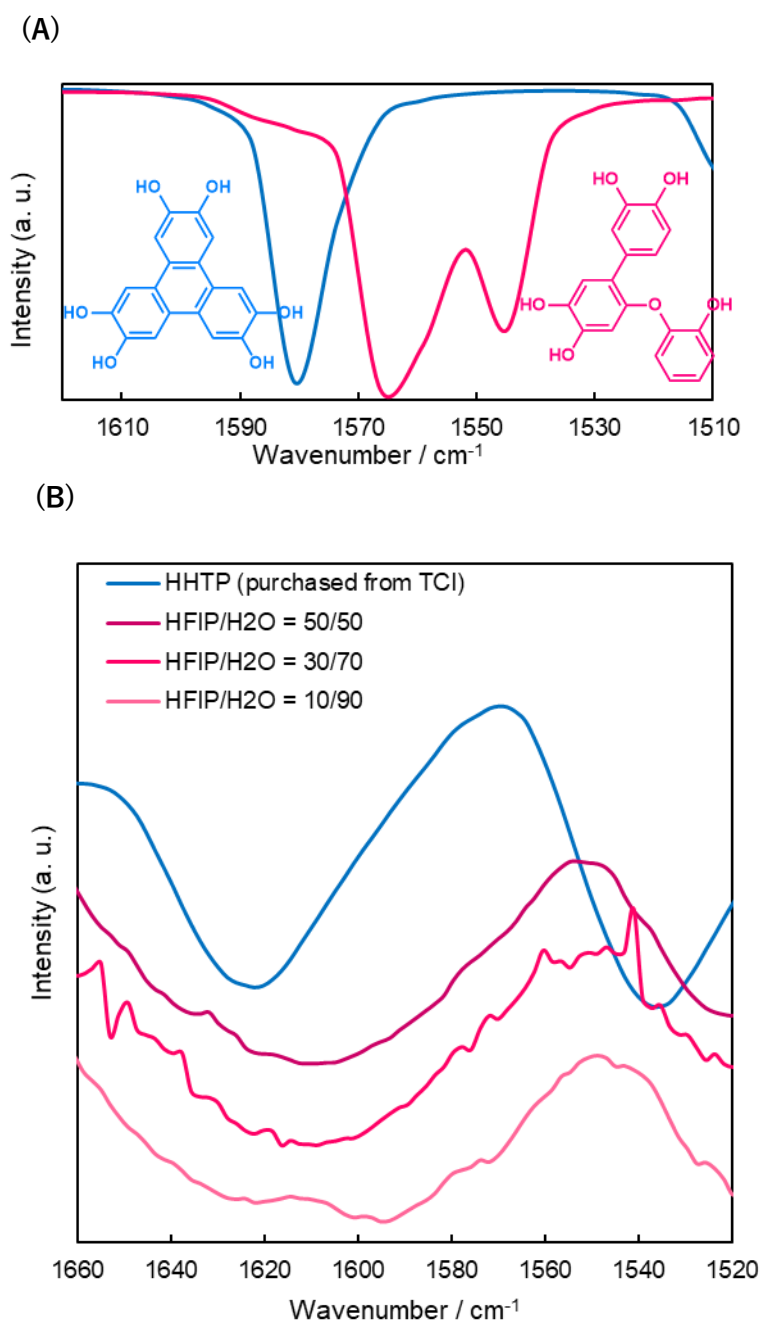 (A)
Intensity (a. u.)
HO
OH
HO
OH
HO
OH
HO
OH
HO
O
OH
HO
1610 1590 1570 1550 1530 1510
Wavenumber / cm-1
(B)
HHTP (purchased from TCI)
HFIP/H2O = 50/50
HFIP/H2O = 30/70
HFIP/H2O = 10/90
Intensity (a. u.)
1660 1640 1620 1600 1580 1560 1540 1520
Wavenumber / cm-1